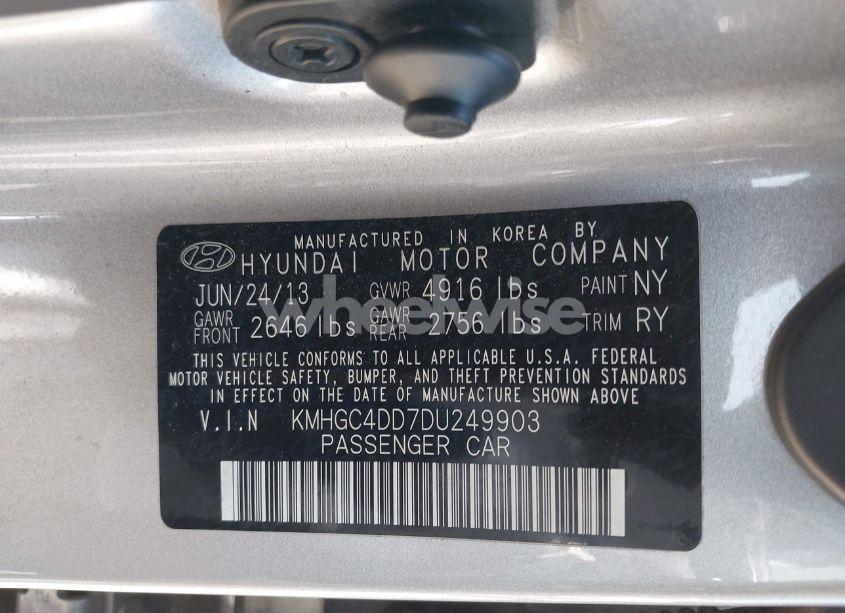 MANUFACTURED IN KOREA BY
HYUNDAI MOTOR COMPANY
JUN/24/13 GVWR 4916 lbs PAINT NY
GAWR FRONT 2646 lbs GAWR REAR 2756 lbs TRIM RY
THIS VEHICLE CONFORMS TO ALL APPLICABLE U.S.A. FEDERAL
MOTOR VEHICLE SAFETY, BUMPER, AND THEFT PREVENTION STANDARDS
IN EFFECT ON THE DATE OF MANUFACTURE SHOWN ABOVE
V.I.N KMHGC4DD7DU249903
PASSENGER CAR
wheelwise